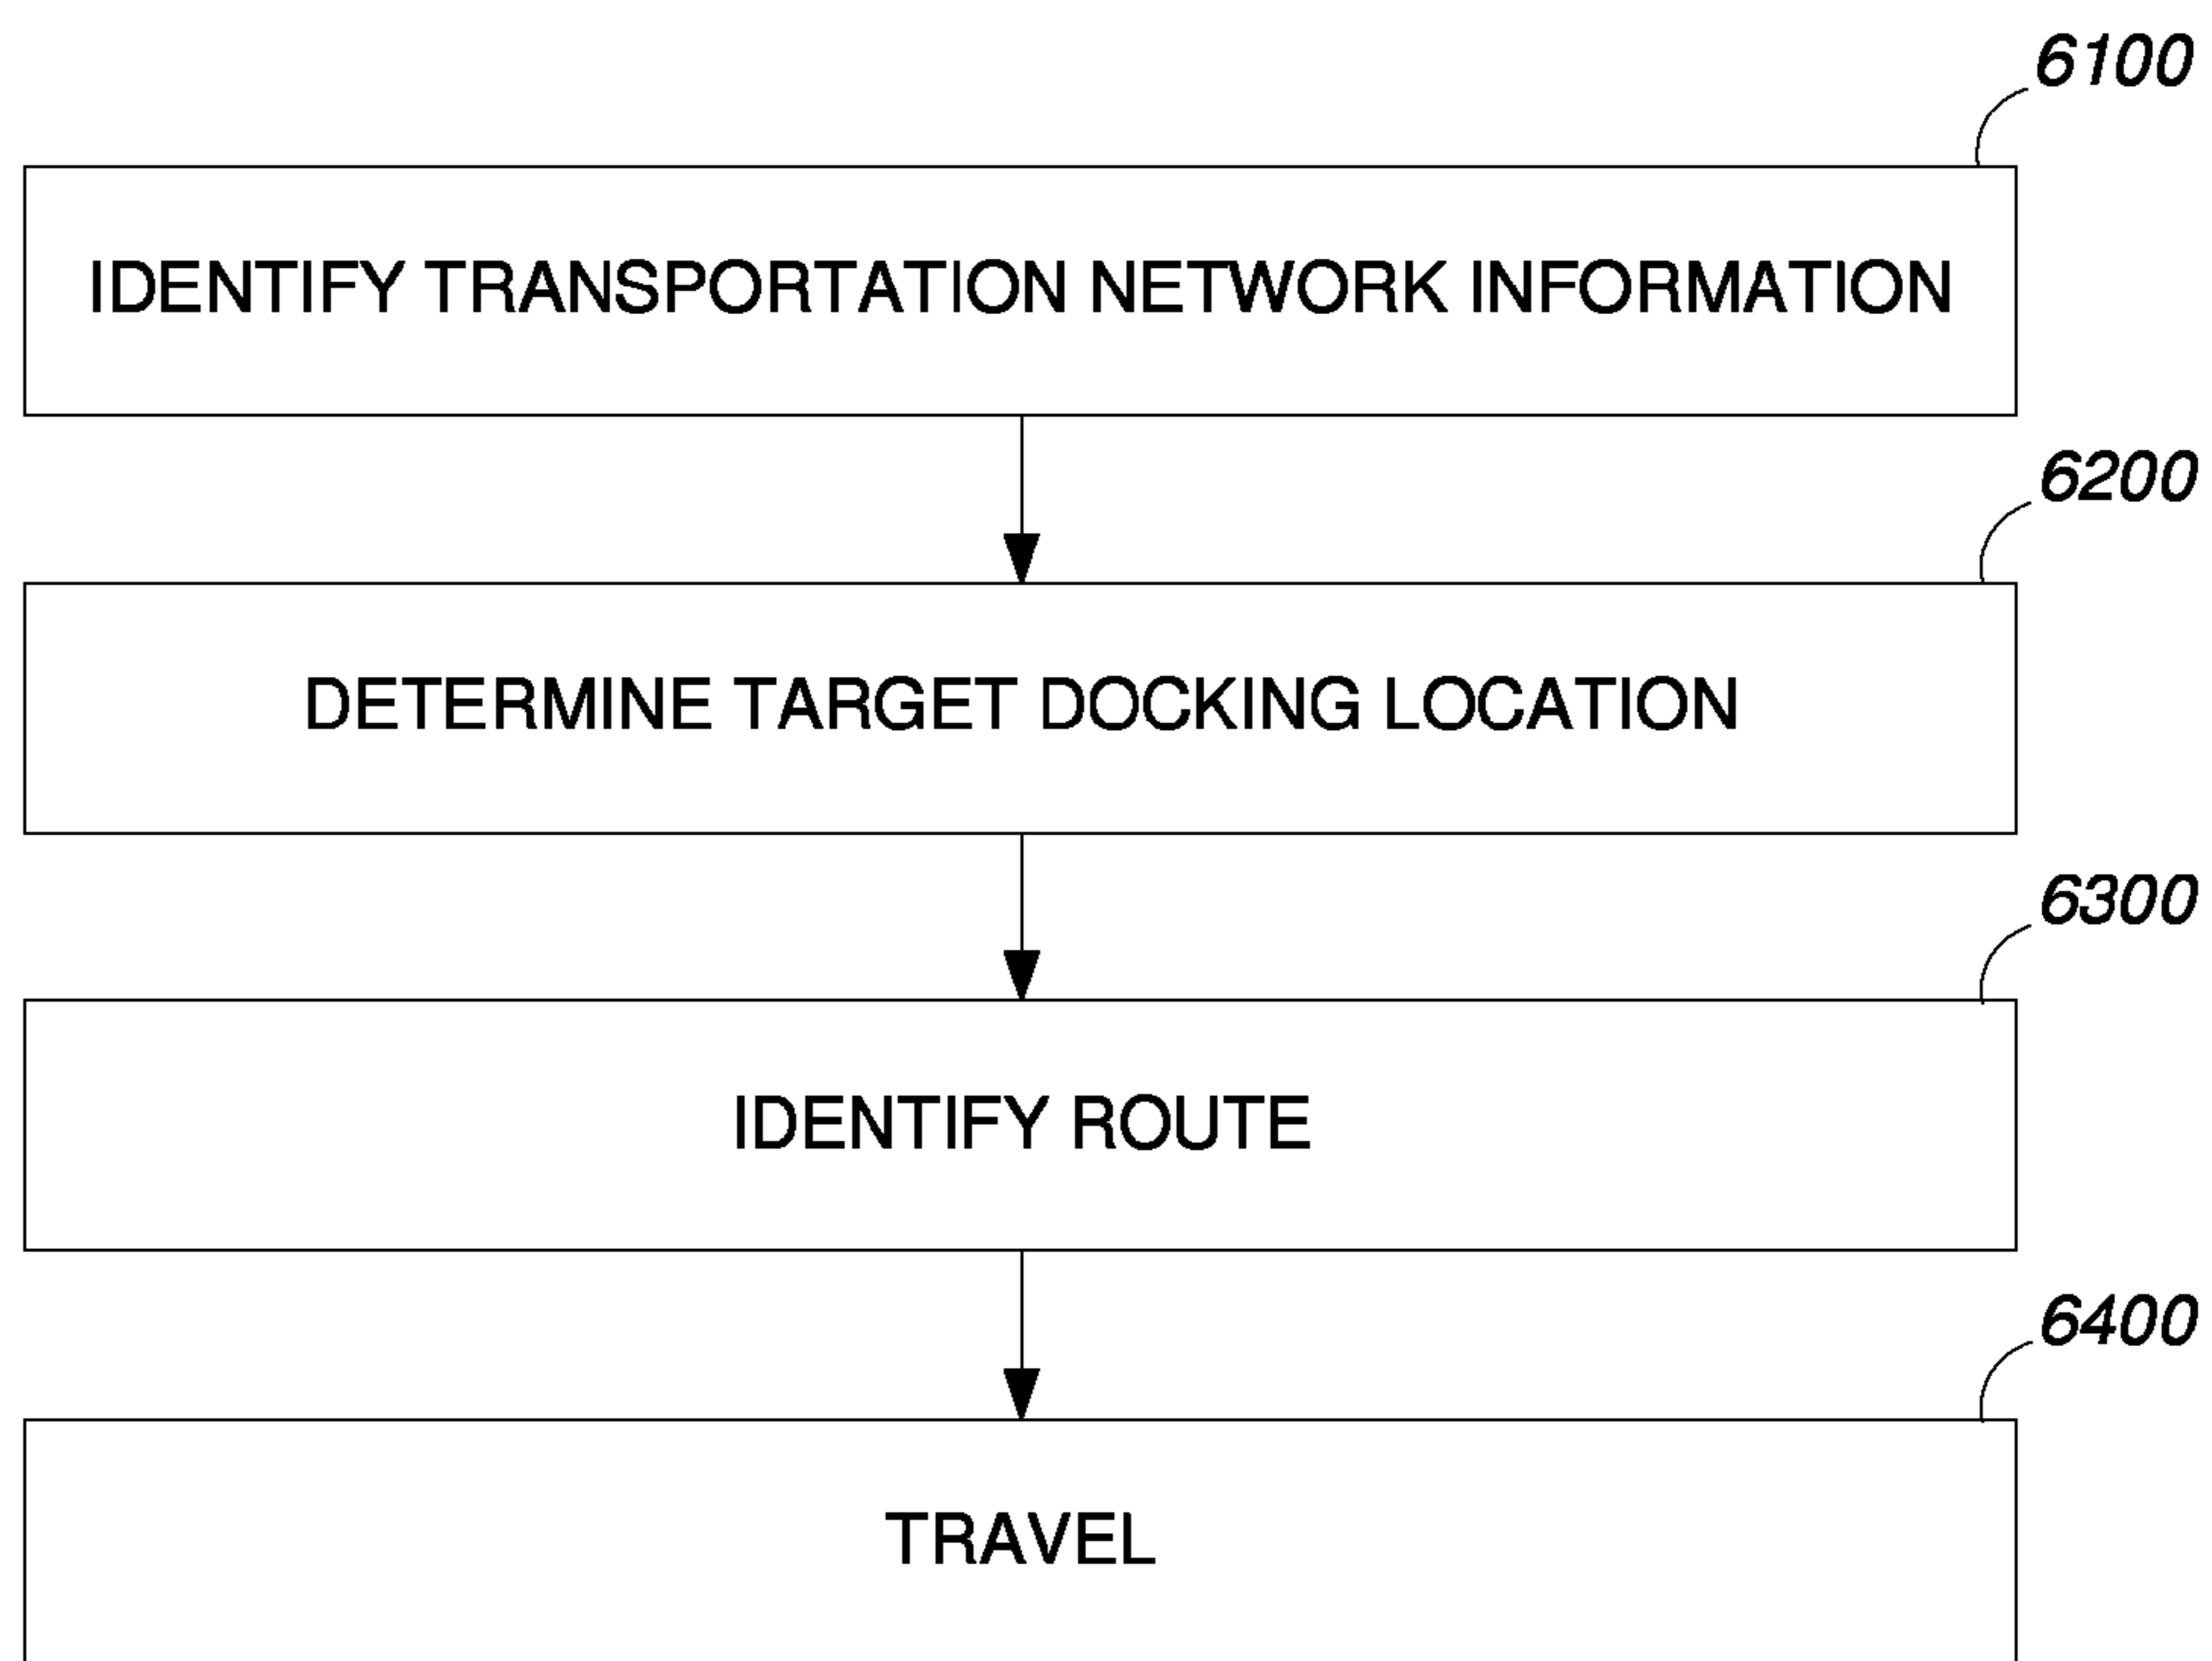 6100
IDENTIFY TRANSPORTATION NETWORK INFORMATION
6200
DETERMINE TARGET DOCKING LOCATION
6300
IDENTIFY ROUTE
6400
TRAVEL